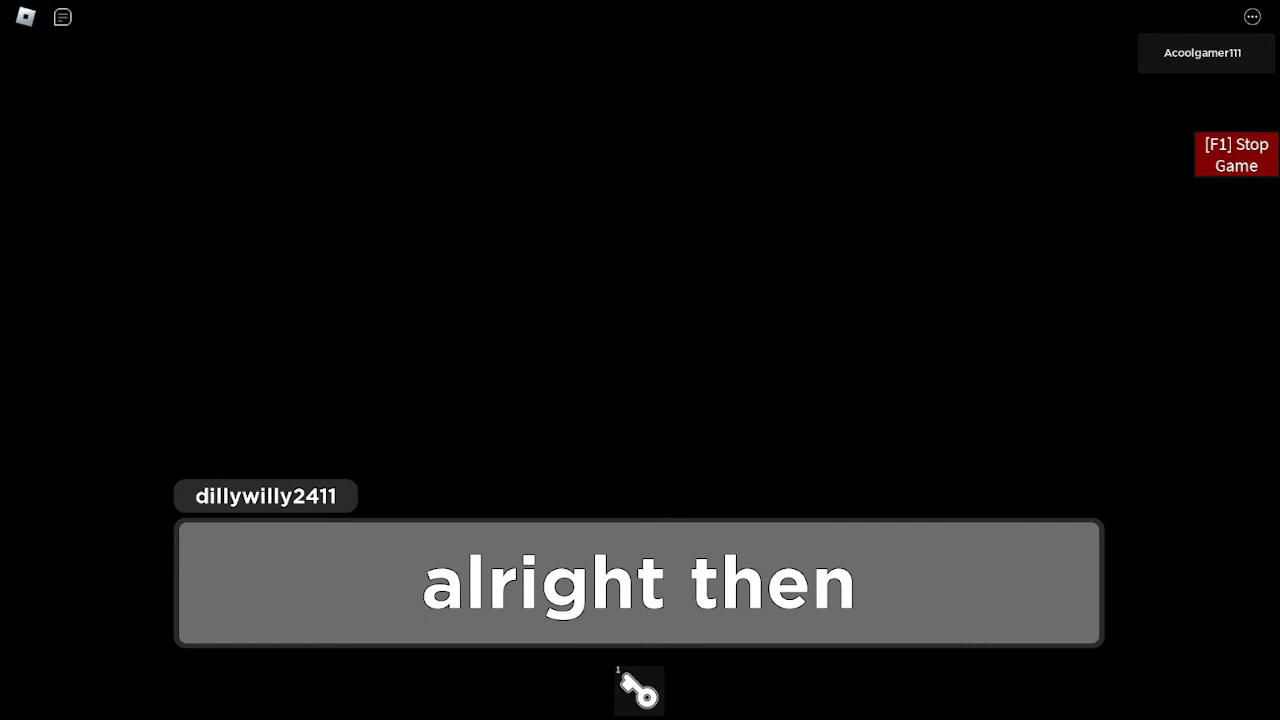 Acoolgamer111
[F1] Stop
Game
dillywilly2411
alright then
1